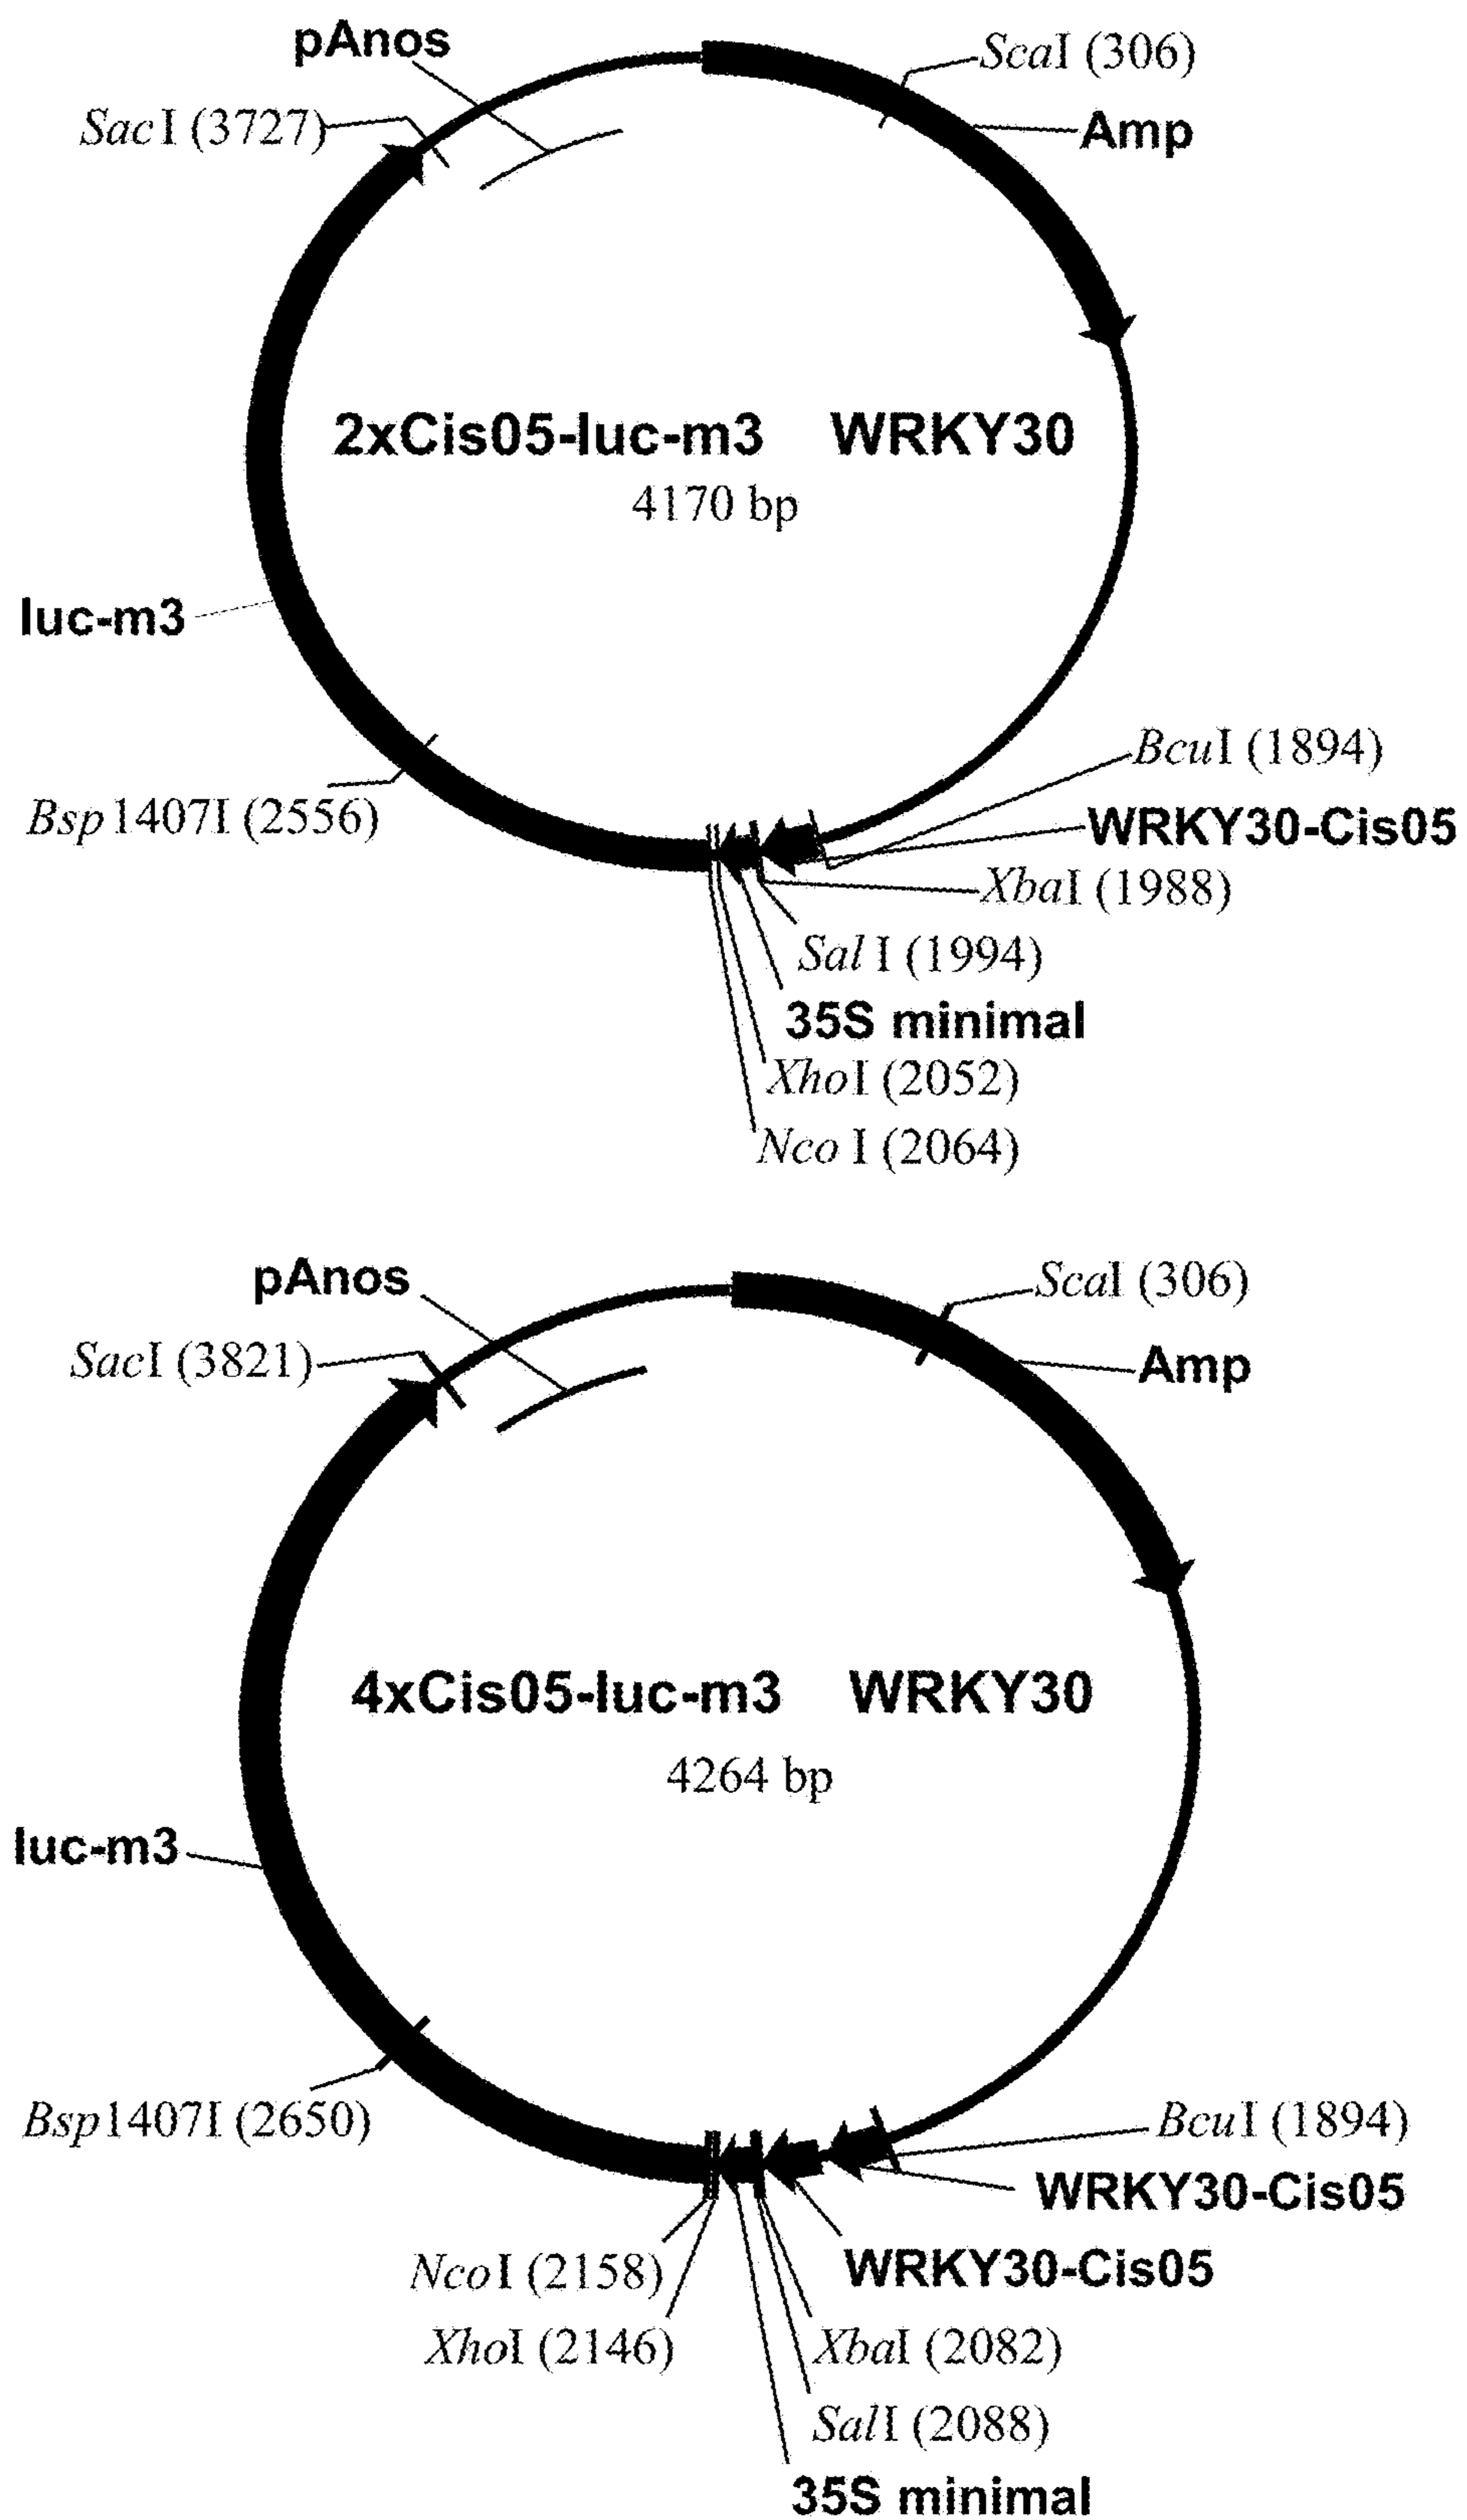 pAnos
ScaI (306)
SacI (3727)
Amp
2xCis05-luc-m3 WRKY30
4170 bp
luc-m3
BcuI (1894)
Bsp1407I (2556)
WRKY30-Cis05
XbaI (1988)
SalI (1994)
35S minimal
XhoI (2052)
NcoI (2064)
pAnos
ScaI (306)
SacI (3821)
Amp
4xCis05-luc-m3 WRKY30
4264 bp
luc-m3
Bsp1407I (2650)
BcuI (1894)
WRKY30-Cis05
WRKY30-Cis05
NcoI (2158)
XhoI (2146)
XbaI (2082)
SalI (2088)
35S minimal